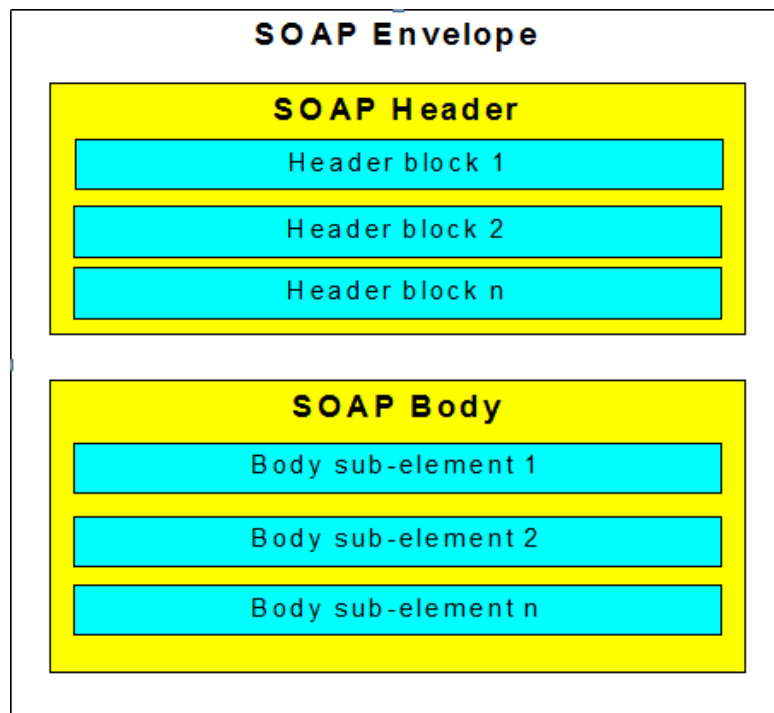 SOAP Envelope
SOAP Header
Header block 1
Header block 2
Header block n
SOAP Body
Body sub-element 1
Body sub-element 2
Body sub-element n